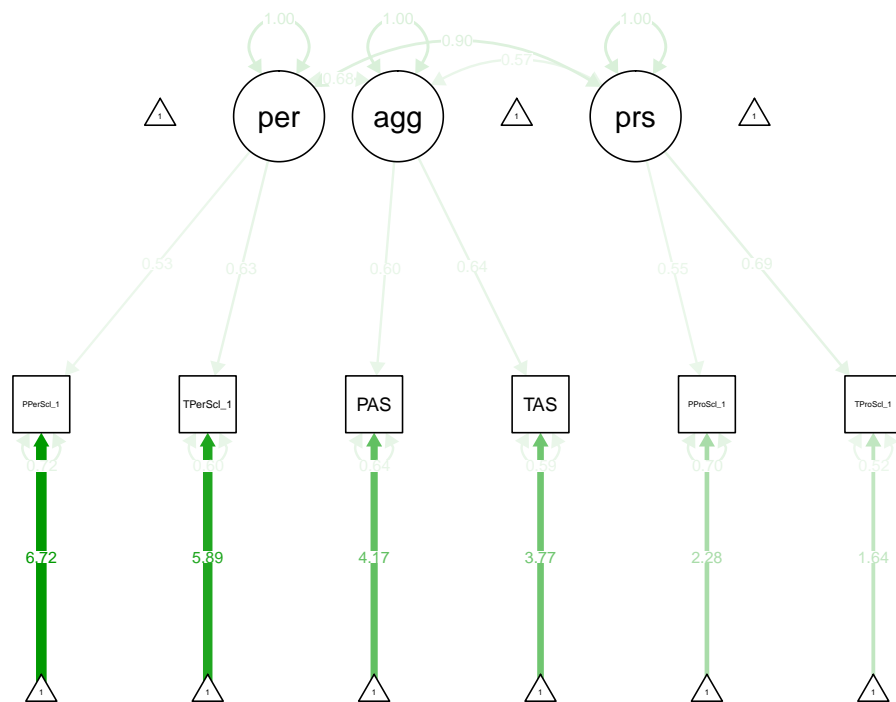 1.00 1.00 1.00
0.90
0.57
0.68
1 per agg 1 prs 1
0.53 0.63 0.60 0.64 0.55 0.69
PPerScl_1 TPerScl_1 PAS TAS PProScl_1 TProScl_1
0.72 0.60 0.64 0.59 0.70 0.52
6.72 5.89 4.17 3.77 2.28 1.64
1 1 1 1 1 1